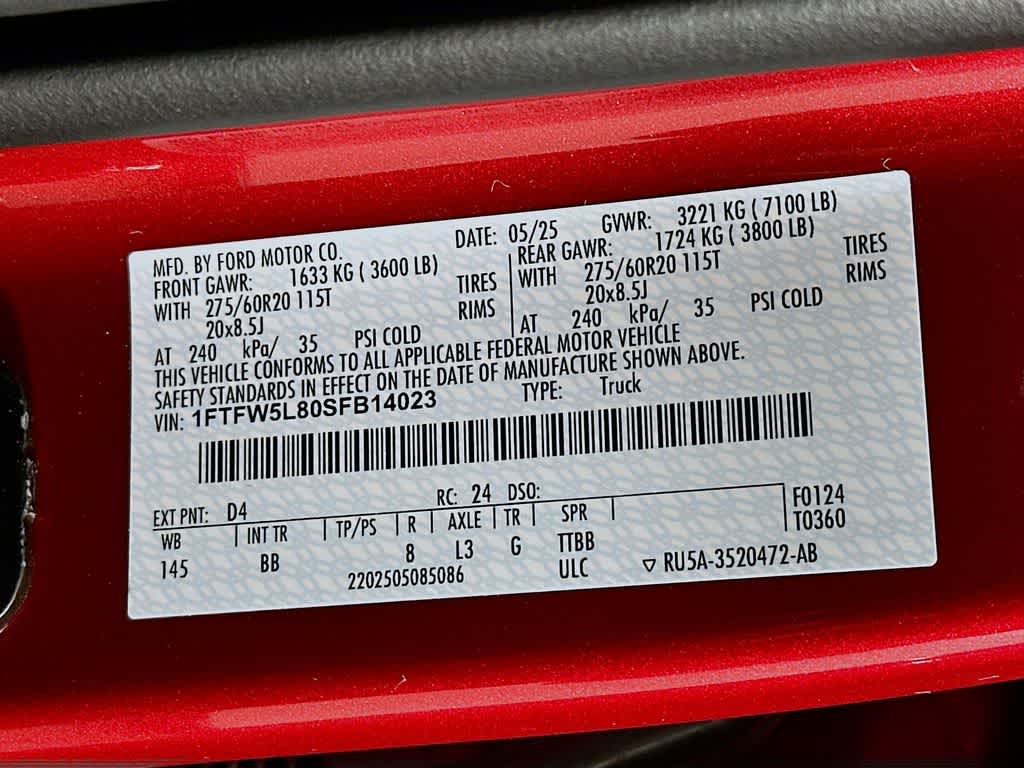 MFD. BY FORD MOTOR CO. DATE: 05/25 GVWR: 3221 KG ( 7100 LB)
FRONT GAWR: 1633 KG ( 3600 LB) REAR GAWR: 1724 KG ( 3800 LB)
WITH 275/60R20 115T TIRES WITH 275/60R20 115T TIRES
20x8.5J RIMS 20x8.5J RIMS
AT 240 kPa/ 35 PSI COLD AT 240 kPa/ 35 PSI COLD
THIS VEHICLE CONFORMS TO ALL APPLICABLE FEDERAL MOTOR VEHICLE
SAFETY STANDARDS IN EFFECT ON THE DATE OF MANUFACTURE SHOWN ABOVE.
VIN: 1FTFW5L80SFB14023 TYPE: Truck
EXT PNT: D4 RC: 24 DSO: F0124
WB INT TR TP/PS R AXLE TR SPR T0360
145 BB 8 L3 G TTBB
2202505085086 ULC ▽ RU5A-3520472-AB